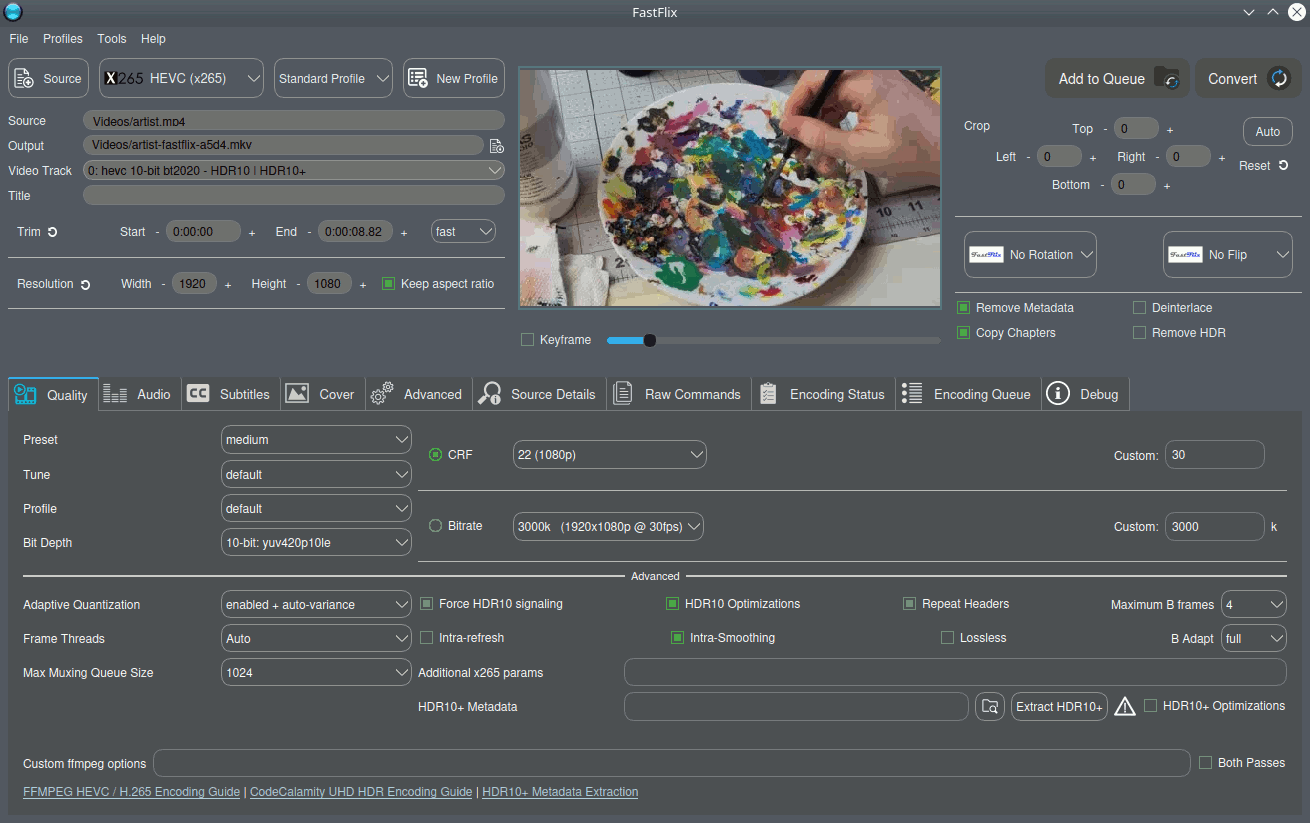 FastFlix
File Profiles Tools Help
Source X265 HEVC (x265) Standard Profile New Profile
Add to Queue Convert
Source Videos/artist.mp4
Output Videos/artist-fastflix-a5d4.mkv
Video Track 0: hevc 10-bit bt2020 - HDR10 | HDR10+
Title
Trim Start - 0:00:00 + End - 0:00:08.82 + fast
Resolution Width - 1920 + Height - 1080 + Keep aspect ratio
10 11
2
Keyframe
Crop Top - 0 + Auto
Left - 0 + Right - 0 + Reset
Bottom - 0 +
FastFlix No Rotation FastFlix No Flip
Remove Metadata Deinterlace
Copy Chapters Remove HDR
Quality Audio CC Subtitles Cover Advanced Source Details Raw Commands Encoding Status Encoding Queue Debug
Preset medium
CRF 22 (1080p) Custom: 30
Tune default
Profile default
Bitrate 3000k (1920x1080p @ 30fps) Custom: 3000 k
Bit Depth 10-bit: yuv420p10le
Advanced
Adaptive Quantization enabled + auto-variance Force HDR10 signaling HDR10 Optimizations Repeat Headers Maximum B frames 4
Frame Threads Auto Intra-refresh Intra-Smoothing Lossless B Adapt full
Max Muxing Queue Size 1024 Additional x265 params
HDR10+ Metadata Extract HDR10+ HDR10+ Optimizations
Custom ffmpeg options Both Passes
FFMPEG HEVC / H.265 Encoding Guide | CodeCalamity UHD HDR Encoding Guide | HDR10+ Metadata Extraction